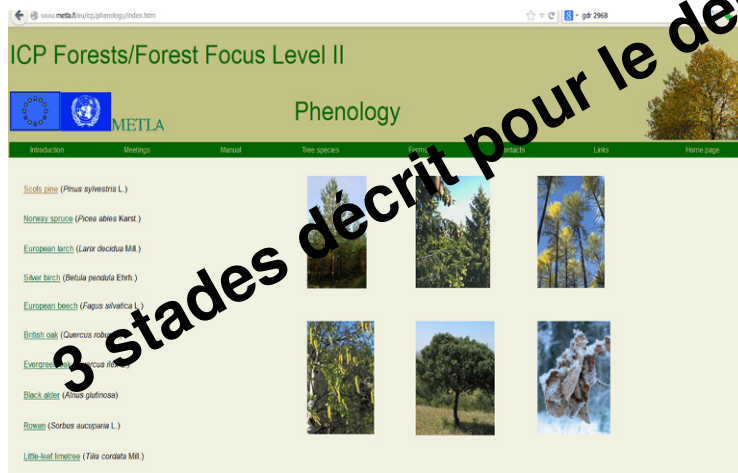 www.metla.fi/eu/icp/phenology/index.htm
gdr 2968
ICP Forests/Forest Focus Level II
METLA
Phenology
Introduction Meetings Manual Tree species Links Home page
Scots pine (Pinus sylvestris L.)
Norway spruce (Picea abies Karst.)
European larch (Larix decidua Mill.)
Silver birch (Betula pendula Ehrh.)
European beech (Fagus silvatica L.)
British oak (Quercus
Black alder (Alnus glutinosa)
Rowan (Sorbus aucuparia L.)
Little-leaf limetree (Tilia cordata Mill.)
3 stades décrit pour le